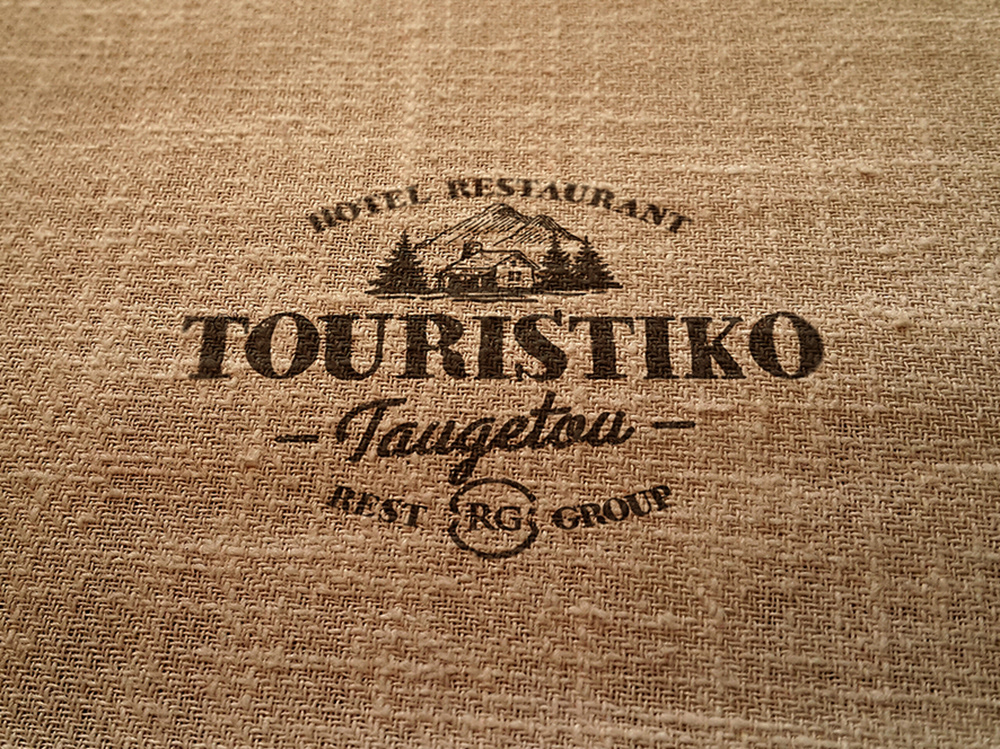 HOTEL RESTAURANT
TOURISTIKO
– Taugetou –
REST RG GROUP